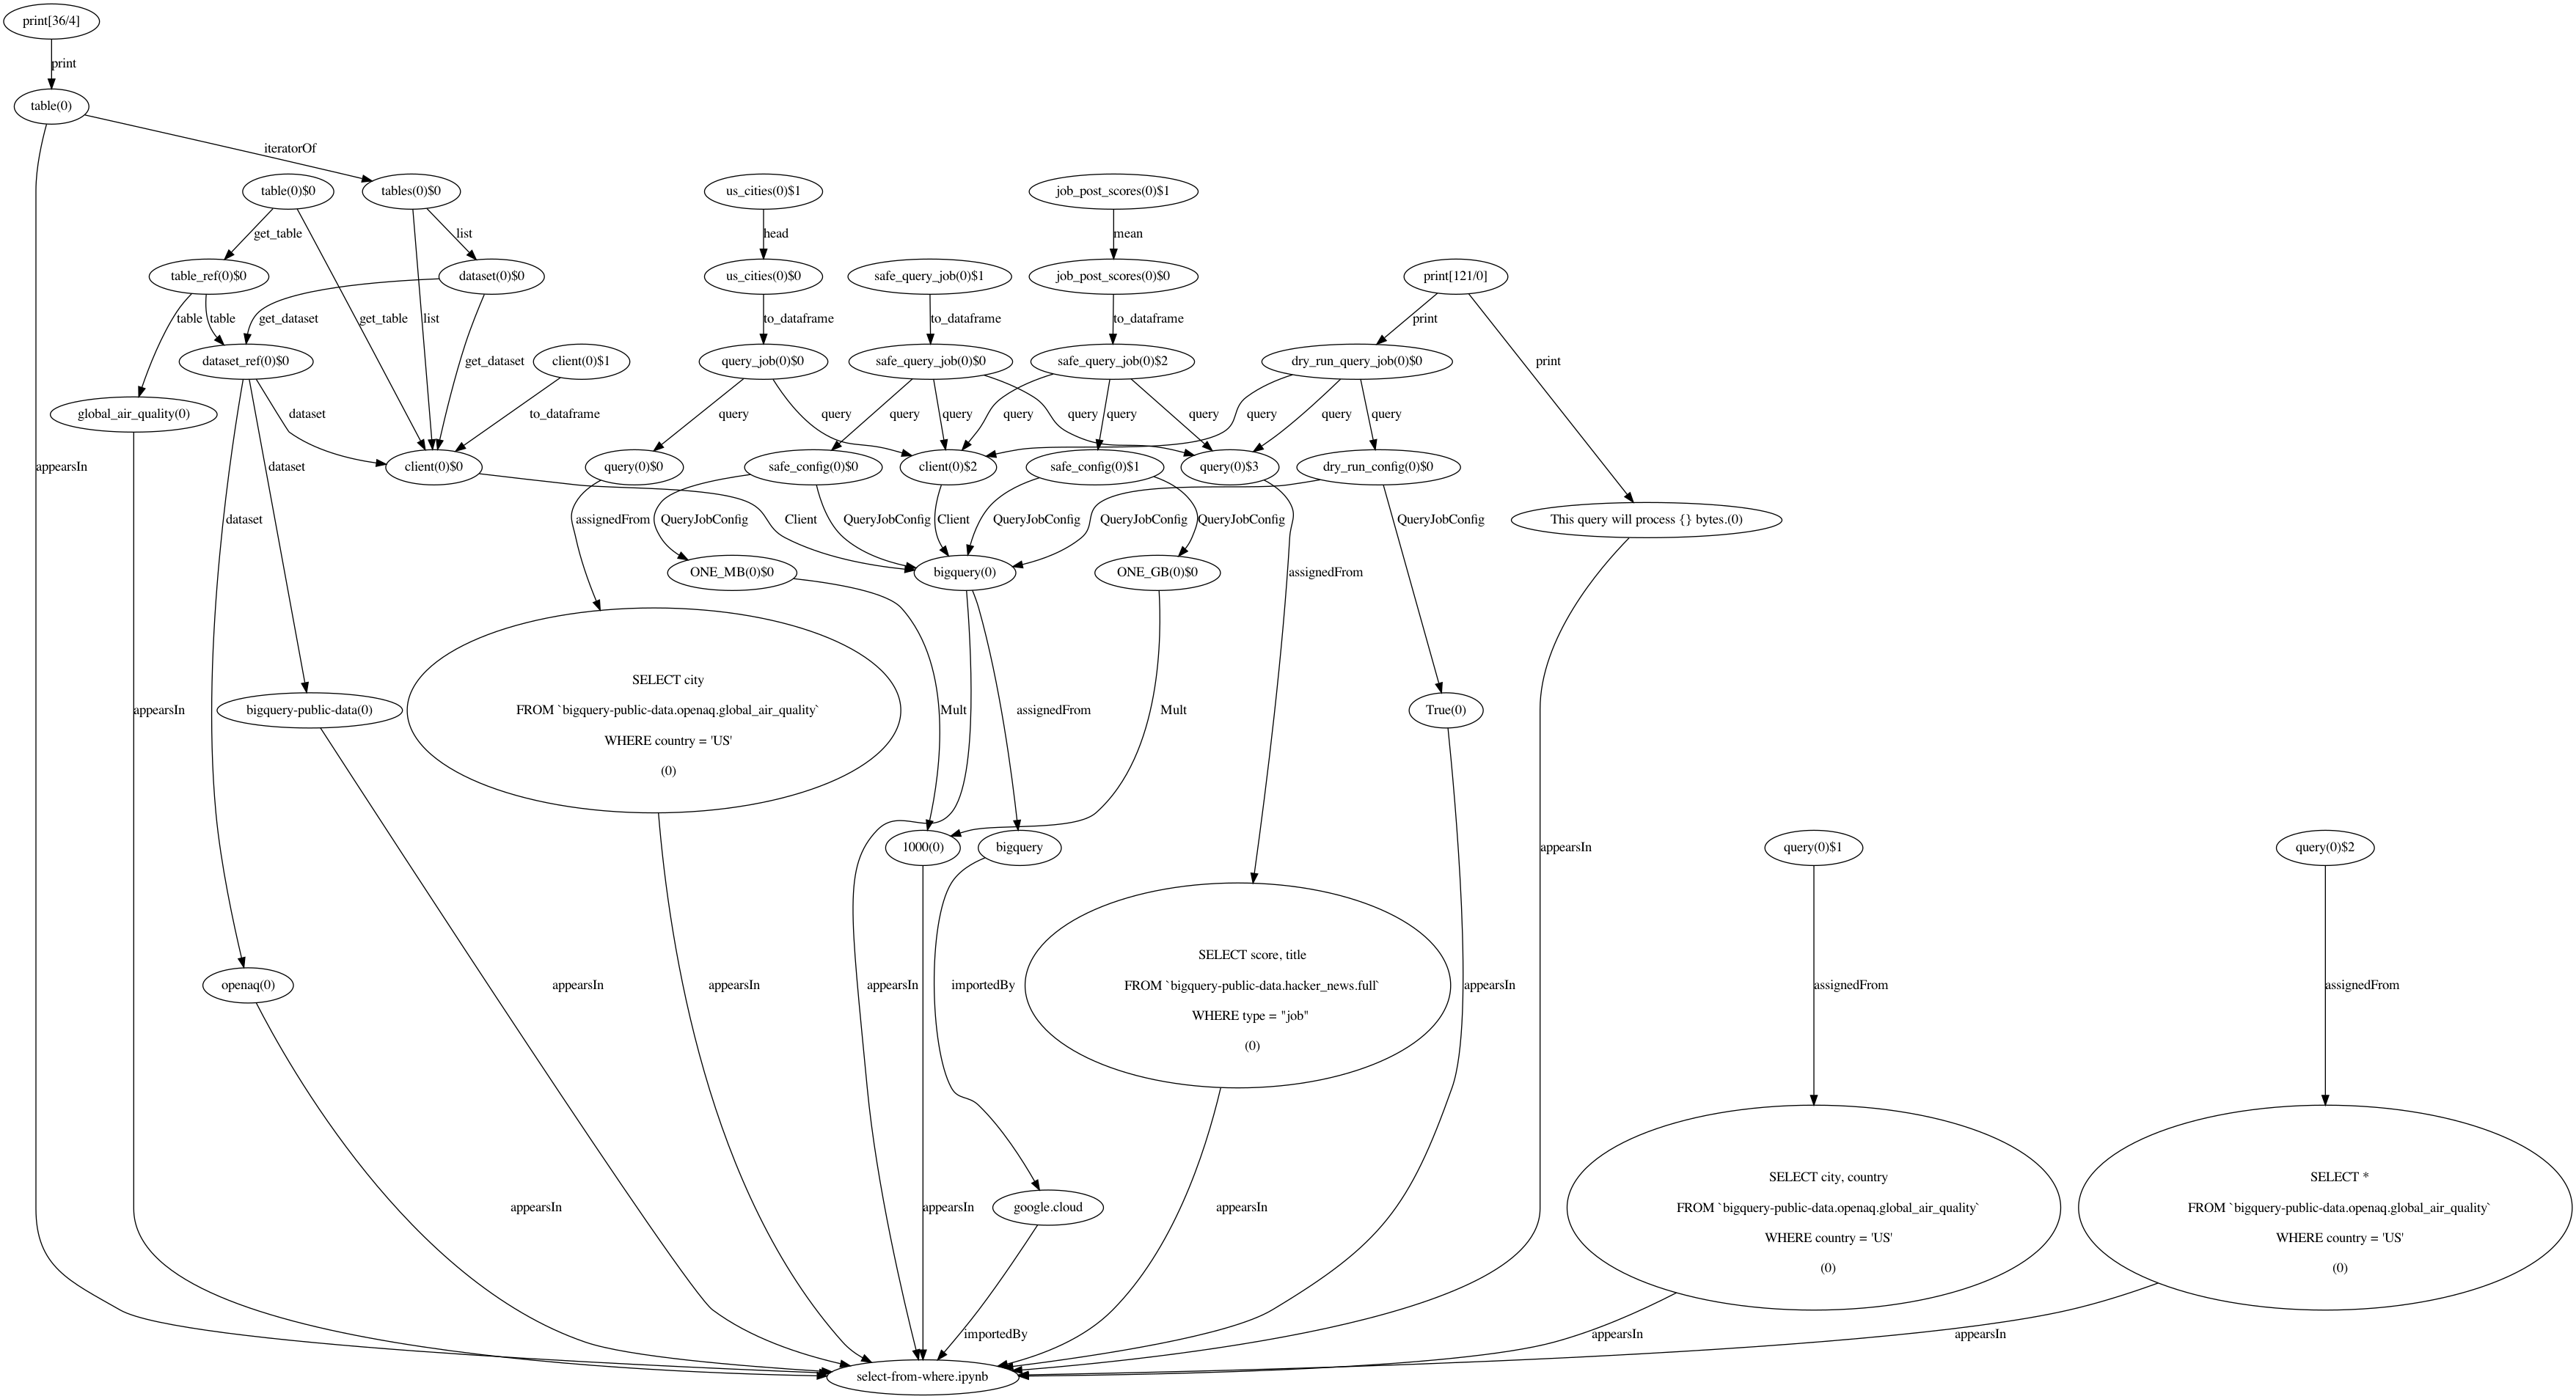 print[36/4]
print
table(0)
iteratorOf
table(0)$0
tables(0)$0
us_cities(0)$1
job_post_scores(0)$1
get_table
list
head
mean
table_ref(0)$0
dataset(0)$0
us_cities(0)$0
safe_query_job(0)$1
job_post_scores(0)$0
print[121/0]
table
table
get_dataset
get_table
list
to_dataframe
to_dataframe
to_dataframe
print
dataset_ref(0)$0
get_dataset
client(0)$1
query_job(0)$0
safe_query_job(0)$0
safe_query_job(0)$2
dry_run_query_job(0)$0
print
global_air_quality(0)
dataset
to_dataframe
query
query
query
query
query
query
query
query
query
query
query
appearsIn
dataset
client(0)$0
query(0)$0
safe_config(0)$0
client(0)$2
safe_config(0)$1
query(0)$3
dry_run_config(0)$0
dataset
assignedFrom
QueryJobConfig
Client
QueryJobConfig
Client
QueryJobConfig
QueryJobConfig
QueryJobConfig
QueryJobConfig
This query will process {} bytes.(0)
ONE_MB(0)$0
bigquery(0)
ONE_GB(0)$0
assignedFrom
appearsIn
bigquery-public-data(0)
SELECT city
FROM `bigquery-public-data.openaq.global_air_quality`
WHERE country = 'US'
(0)
Mult
assignedFrom
Mult
True(0)
1000(0)
bigquery
appearsIn
query(0)$1
query(0)$2
openaq(0)
appearsIn
appearsIn
appearsIn
importedBy
SELECT score, title
FROM `bigquery-public-data.hacker_news.full`
WHERE type = "job"
(0)
appearsIn
assignedFrom
assignedFrom
appearsIn
appearsIn
google.cloud
appearsIn
SELECT city, country
FROM `bigquery-public-data.openaq.global_air_quality`
WHERE country = 'US'
(0)
SELECT *
FROM `bigquery-public-data.openaq.global_air_quality`
WHERE country = 'US'
(0)
importedBy
appearsIn
appearsIn
select-from-where.ipynb